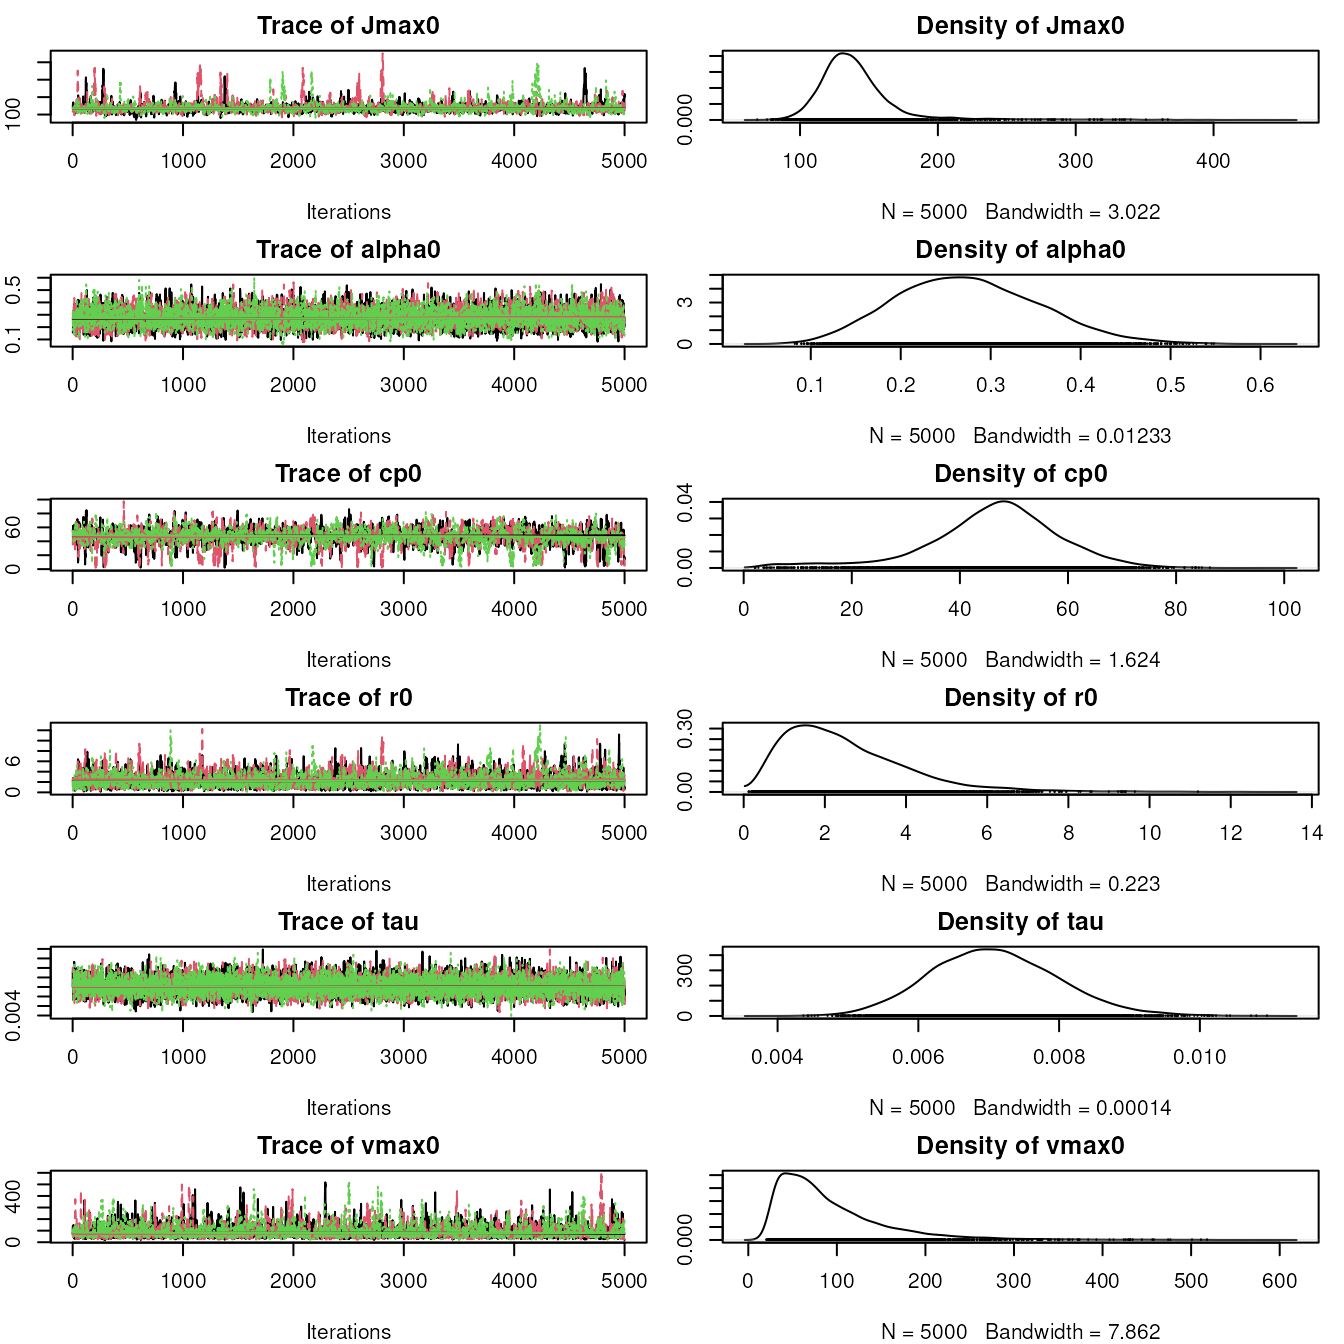 Trace of Jmax0
Density of Jmax0
100
0 1000 2000 3000 4000 5000
Iterations
0.000
100 200 300 400
N = 5000 Bandwidth = 3.022
Trace of alpha0
Density of alpha0
0.1 0.5
0 1000 2000 3000 4000 5000
Iterations
0 3
0.1 0.2 0.3 0.4 0.5 0.6
N = 5000 Bandwidth = 0.01233
Trace of cp0
Density of cp0
0 60
0 1000 2000 3000 4000 5000
Iterations
0.00 0.04
0 20 40 60 80 100
N = 5000 Bandwidth = 1.624
Trace of r0
Density of r0
0 6
0 1000 2000 3000 4000 5000
Iterations
0.00 0.30
0 2 4 6 8 10 12 14
N = 5000 Bandwidth = 0.223
Trace of tau
Density of tau
0.004
0 1000 2000 3000 4000 5000
Iterations
0 300
0.004 0.006 0.008 0.010
N = 5000 Bandwidth = 0.00014
Trace of vmax0
Density of vmax0
0 400
0 1000 2000 3000 4000 5000
Iterations
0.000
0 100 200 300 400 500 600
N = 5000 Bandwidth = 7.862